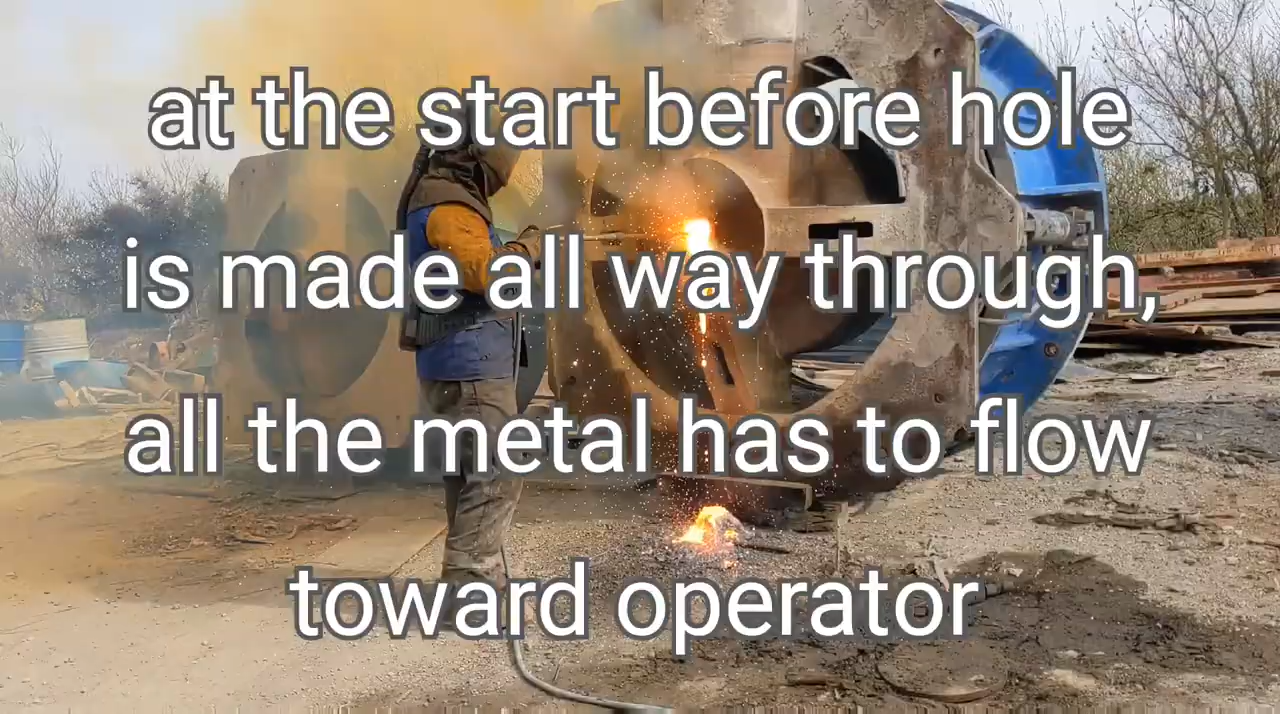 at the start before hole
is made all way through,
all the metal has to flow
toward operator